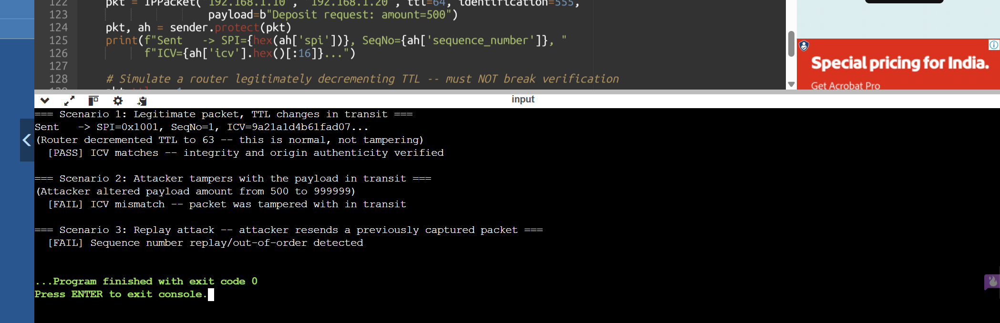 122 pkt = IPPacket("192.168.1.10", "192.168.1.20", ttl=64, identification=555,
123 payload=b"Deposit request: amount=500")
124 pkt, ah = sender.protect(pkt)
125 print(f"Sent   -> SPI={hex(ah['spi'])}, SeqNo={ah['sequence_number']}, "
126 f"ICV={ah['icv'].hex()[:16]}...")
127
128 # Simulate a router legitimately decrementing TTL -- must NOT break verification
Special pricing for India.
Get Acrobat Pro
input
=== Scenario 1: Legitimate packet, TTL changes in transit ===
Sent   -> SPI=0x1001, SeqNo=1, ICV=9a21a1d4b61fad07...
(Router decremented TTL to 63 -- this is normal, not tampering)
[PASS] ICV matches -- integrity and origin authenticity verified
=== Scenario 2: Attacker tampers with the payload in transit ===
(Attacker altered payload amount from 500 to 999999)
[FAIL] ICV mismatch -- packet was tampered with in transit
=== Scenario 3: Replay attack -- attacker resends a previously captured packet ===
[FAIL] Sequence number replay/out-of-order detected
...Program finished with exit code 0
Press ENTER to exit console.